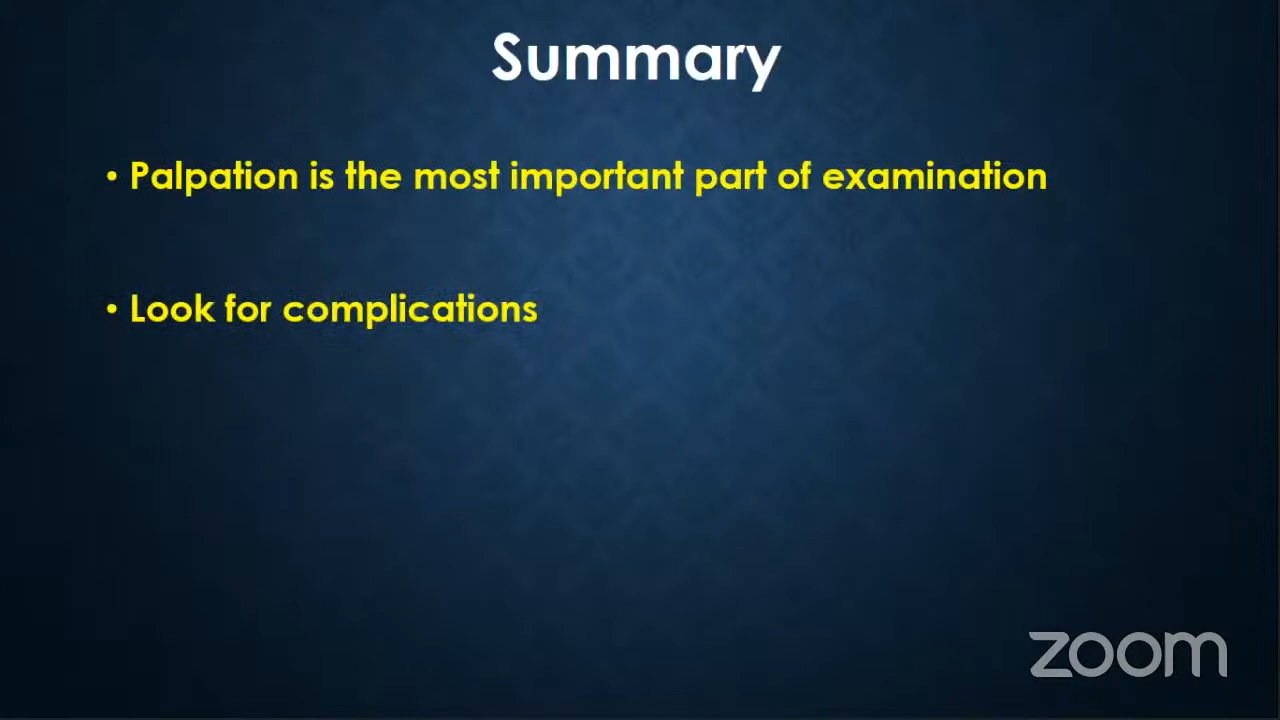 Summary
• Palpation is the most important part of examination
• Look for complications
zoom